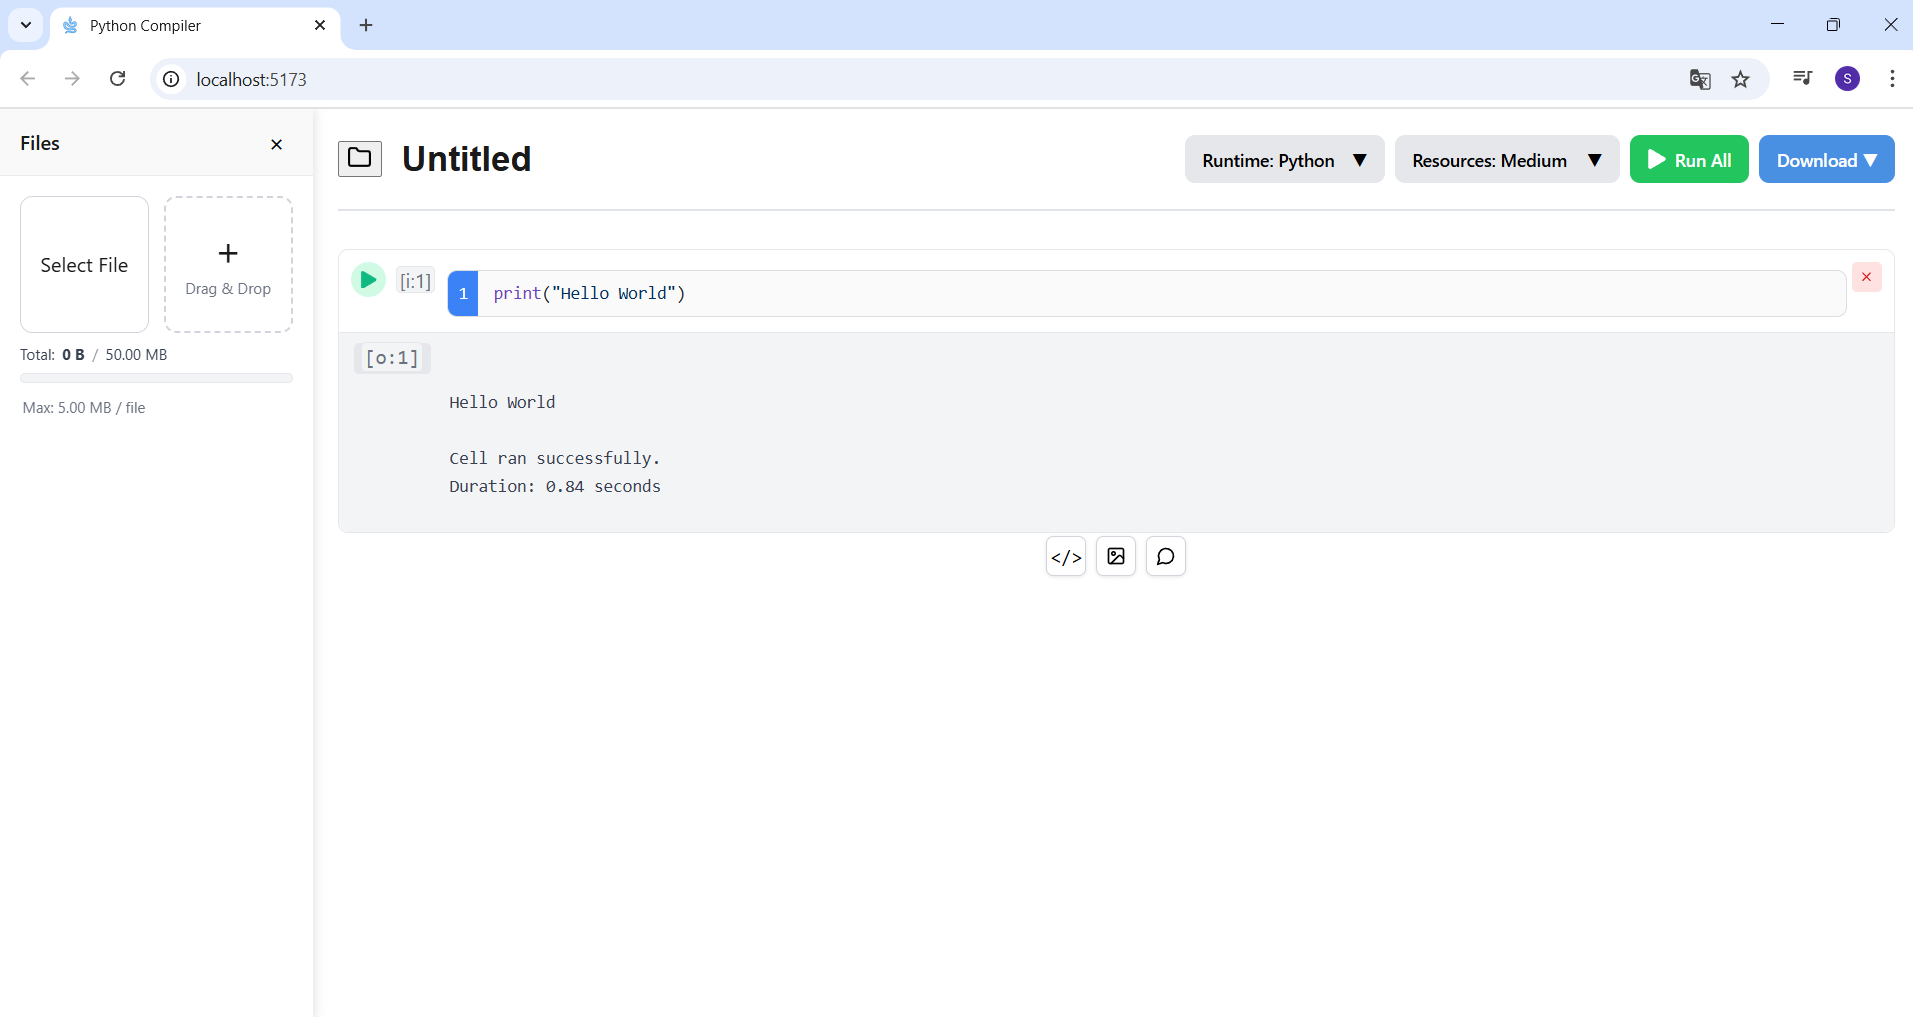 Python Compiler
localhost:5173
S
Files
Untitled
Runtime: Python ▼
Resources: Medium ▼
Run All
Download ▼
Select File
+
Drag & Drop
Total: 0 B / 50.00 MB
Max: 5.00 MB / file
[i:1]
1 print("Hello World")
[o:1]
Hello World
Cell ran successfully.
Duration: 0.84 seconds
</>